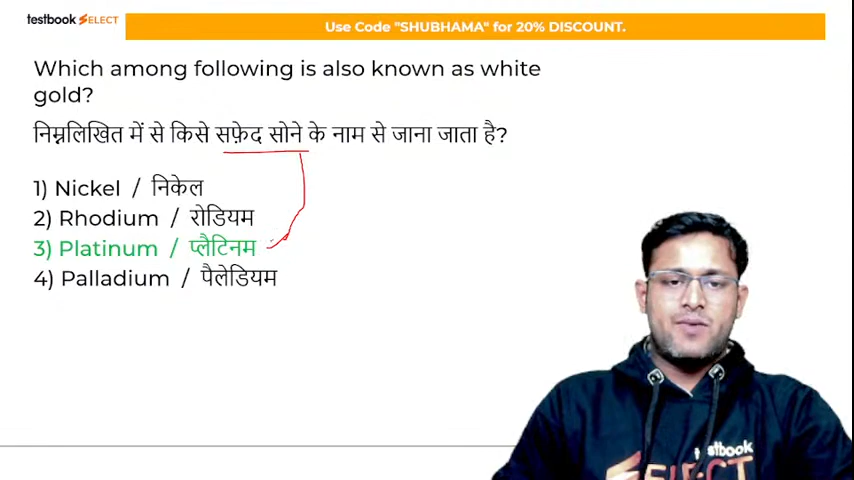 testbook SELECT
Use Code "SHUBHAMA" for 20% DISCOUNT.
Which among following is also known as white
gold?
निम्नलिखित में से किसे सफ़ेद सोने के नाम से जाना जाता है?
1) Nickel / निकेल
2) Rhodium / रोडियम
3) Platinum / प्लैटिनम
4) Palladium / पैलेडियम
testbook
SELECT